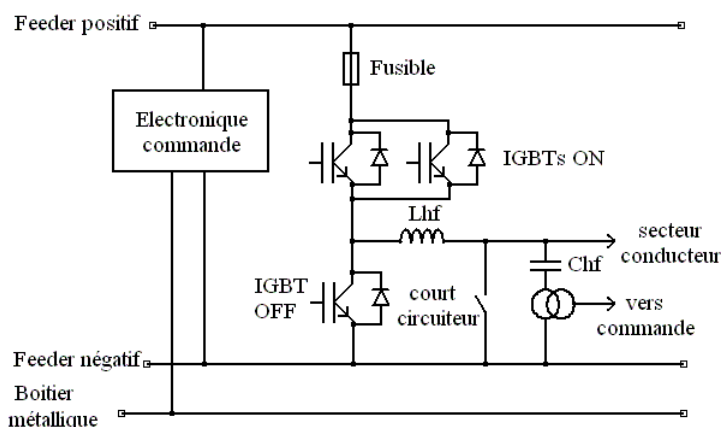 Feeder positif
Fusible
Electronique
commande
IGBTs ON
Lhf
secteur
conducteur
Chf
IGBT
OFF
court
circuiteur
vers
commande
Feeder négatif
Boitier
métallique